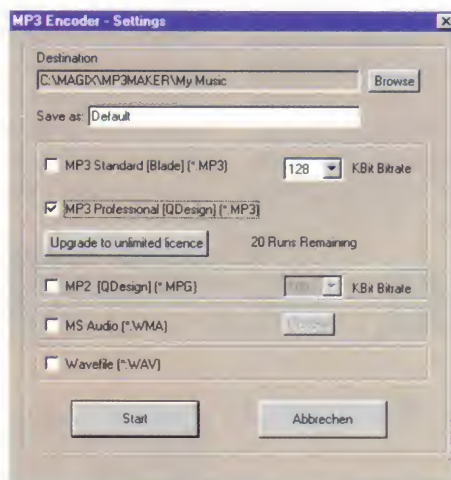 MP3 Encoder - Settings
Destination
C:\MAGIX\MP3MAKER\My Music
Browse
Save as: Default
MP3 Standard [Blade] (*.MP3)
128
KBit Bitrate
MP3 Professional [QDesign] (*.MP3)
Upgrade to unlimited licence
20 Runs Remaining
MP2 [QDesign] (*.MPG)
KBit Bitrate
MS Audio (*.WMA)
Wavefile (*.WAV)
Start
Abbrechen